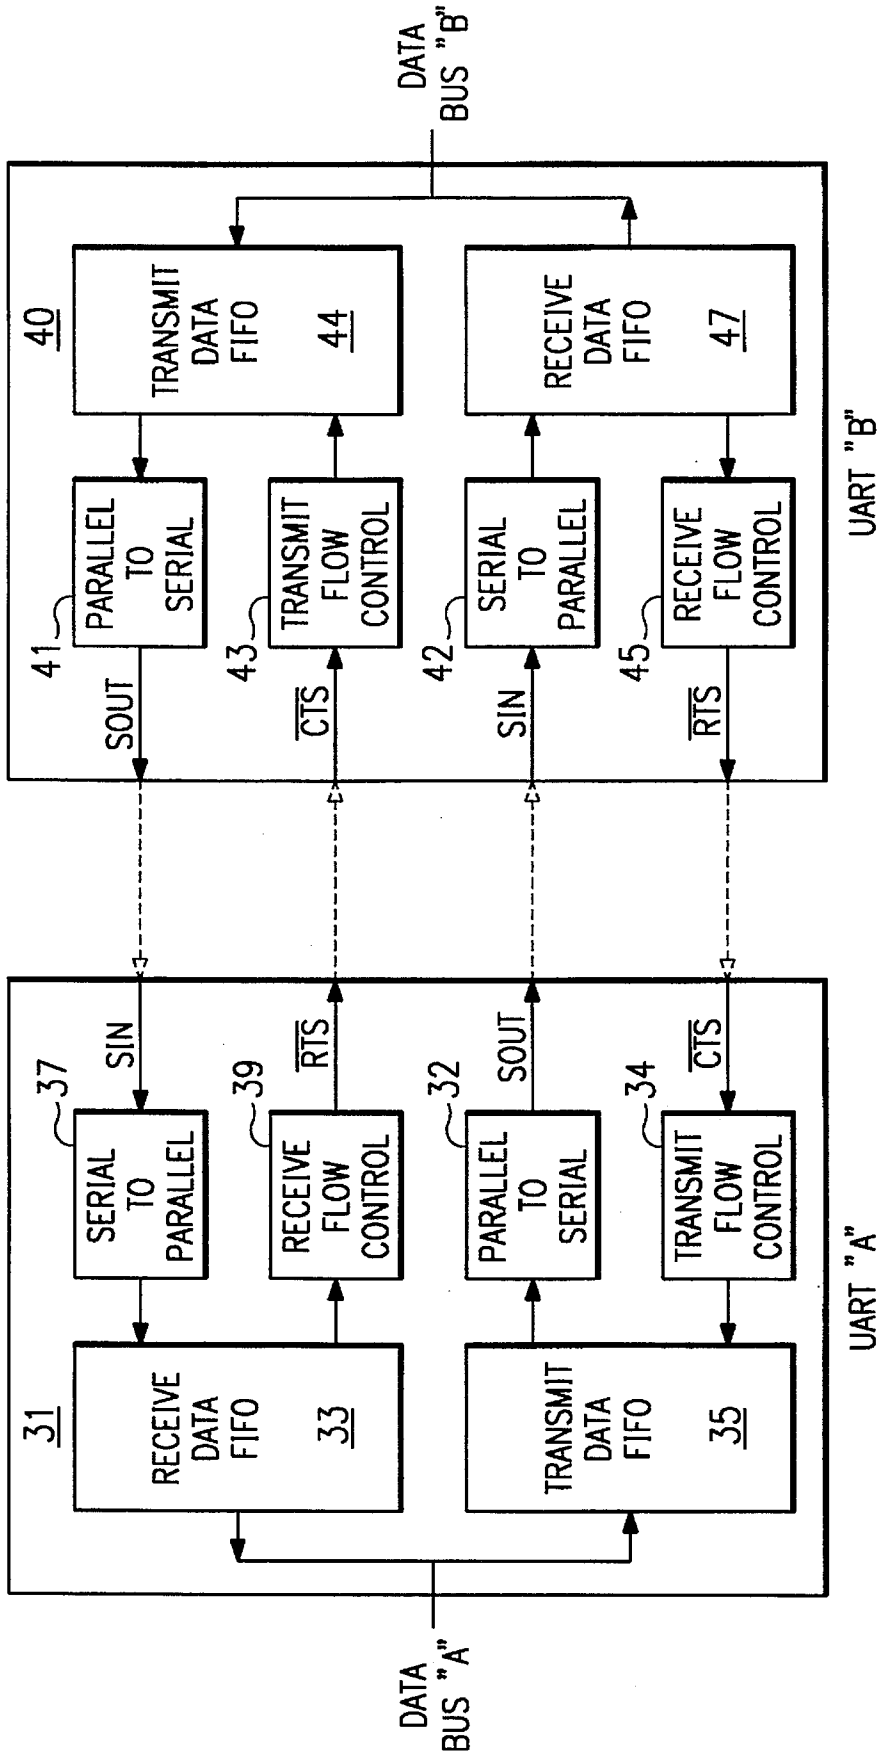 31
RECEIVE
DATA
FIFO
33
SERIAL
TO
PARALLEL
37
SIN
RECEIVE
FLOW
CONTROL
39
RTS
TRANSMIT
DATA
FIFO
35
PARALLEL
TO
SERIAL
32
SOUT
TRANSMIT
FLOW
CONTROL
34
CTS
DATA
BUS "A"
UART "A"
40
SOUT
41
PARALLEL
TO
SERIAL
TRANSMIT
DATA
FIFO
44
CTS
43
TRANSMIT
FLOW
CONTROL
SIN
42
SERIAL
TO
PARALLEL
RECEIVE
DATA
FIFO
47
RTS
45
RECEIVE
FLOW
CONTROL
DATA
BUS "B"
UART "B"